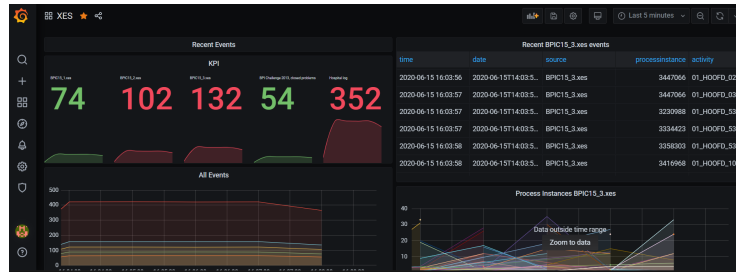 XES
Last 5 minutes
Recent Events
KPI
BPIC15_1.xes
BPIC15_2.xes
BPIC15_3.xes
BPI Challenge 2013, closed problems
Hospital log
74
102
132
54
352
All Events
500
400
300
200
100
Recent BPIC15_3.xes events
time date source processinstance activity
2020-06-15 16:03:56 2020-06-15T14:03:5... BPIC15_3.xes 3447066 01_HOOFD_02
2020-06-15 16:03:57 2020-06-15T14:03:5... BPIC15_3.xes 3447066 01_HOOFD_03
2020-06-15 16:03:57 2020-06-15T14:03:5... BPIC15_3.xes 3230988 01_HOOFD_53
2020-06-15 16:03:57 2020-06-15T14:03:5... BPIC15_3.xes 3334423 01_HOOFD_53
2020-06-15 16:03:58 2020-06-15T14:03:5... BPIC15_3.xes 3358303 01_HOOFD_53
2020-06-15 16:03:58 2020-06-15T14:03:5... BPIC15_3.xes 3416968 01_HOOFD_10
Process Instances BPIC15_3.xes
40
30
20
10
Data outside time range
Zoom to data